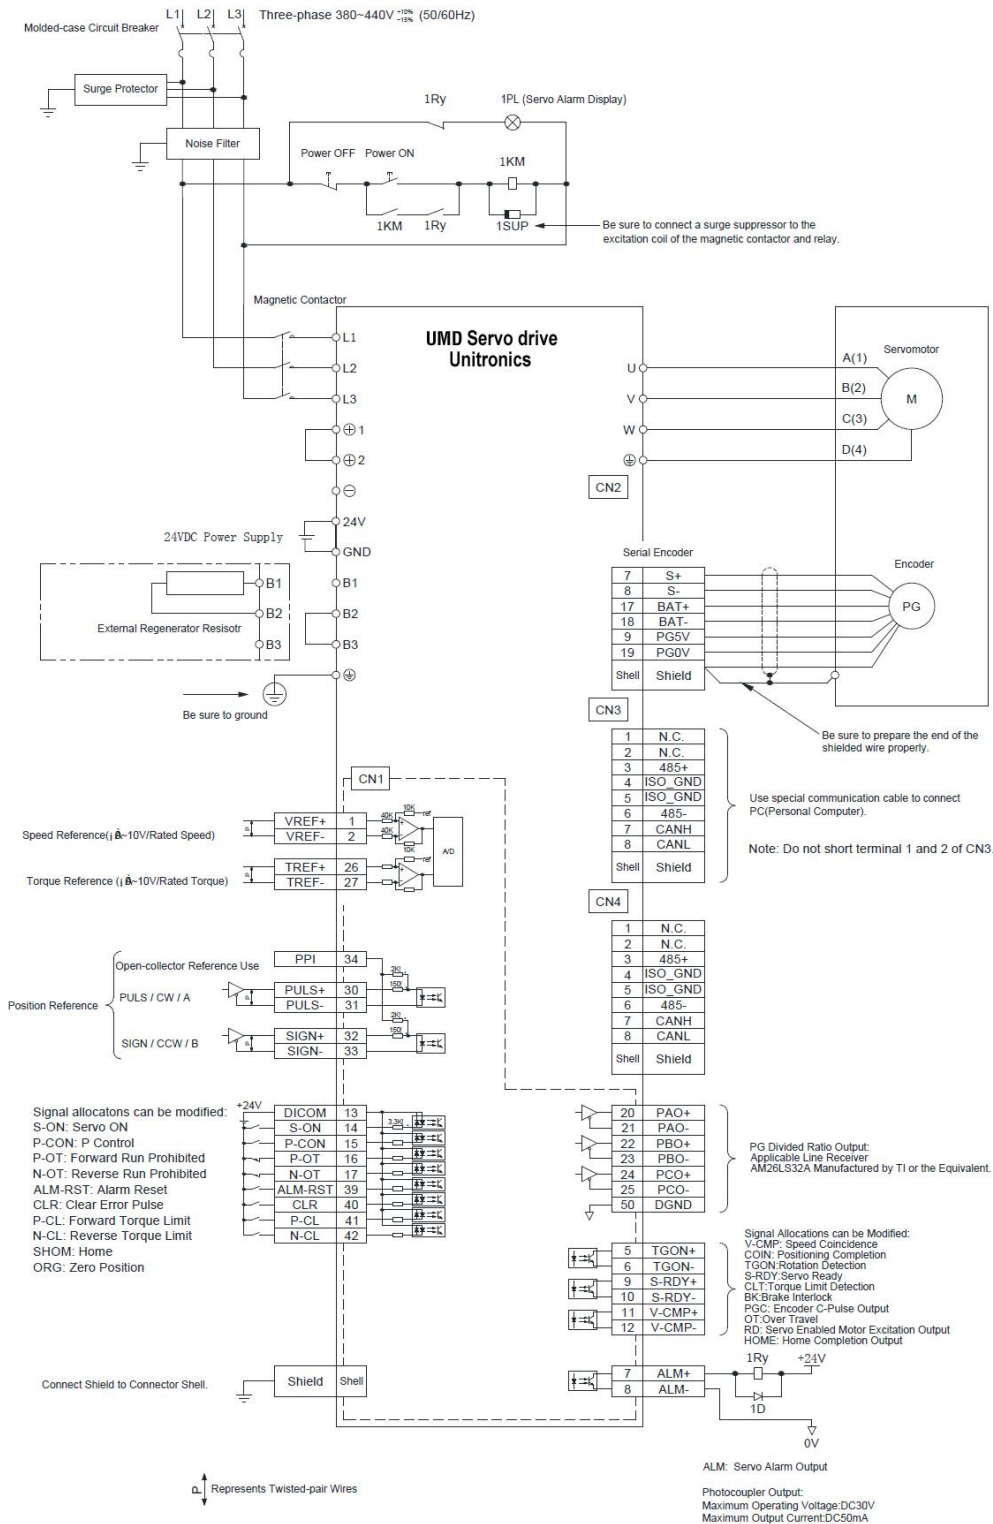 L1 L2 L3 Three-phase 380~440V +10% -15% (50/60Hz)
Molded-case Circuit Breaker
Surge Protector
Noise Filter
1Ry
1PL (Servo Alarm Display)
Power OFF Power ON
1KM
1KM 1Ry 1SUP
Be sure to connect a surge suppressor to the
excitation coil of the magnetic contactor and relay.
Magnetic Contactor
UMD Servo drive
Unitronics
L1
L2
L3
1
2
24V
GND
24VDC Power Supply
B1
B2
B3
External Regenerator Resisotr
B1
B2
B3
Be sure to ground
U
V
W
A(1)
B(2)
C(3)
D(4)
Servomotor
M
CN2
Serial Encoder
7 S+
8 S-
17 BAT+
18 BAT-
9 PG5V
19 PG0V
Shell Shield
Encoder
PG
Be sure to prepare the end of the
shielded wire properly.
CN3
1 N.C.
2 N.C.
3 485+
4 ISO_GND
5 ISO_GND
6 485-
7 CANH
8 CANL
Shell Shield
Use special communication cable to connect
PC(Personal Computer).
Note: Do not short terminal 1 and 2 of CN3.
CN4
1 N.C.
2 N.C.
3 485+
4 ISO_GND
5 ISO_GND
6 485-
7 CANH
8 CANL
Shell Shield
CN1
Speed Reference( ~10V/Rated Speed)
P
VREF+ 1
VREF- 2
40K 10K ref
40K
10K
A/D
Torque Reference ( ~10V/Rated Torque)
P
TREF+ 26
TREF- 27
ref
Position Reference
Open-collector Reference Use
PPI 34
PULS / CW / A
P
PULS+ 30
PULS- 31
SIGN / CCW / B
P
SIGN+ 32
SIGN- 33
Signal allocatons can be modified:
S-ON: Servo ON
P-CON: P Control
P-OT: Forward Run Prohibited
N-OT: Reverse Run Prohibited
ALM-RST: Alarm Reset
CLR: Clear Error Pulse
P-CL: Forward Torque Limit
N-CL: Reverse Torque Limit
SHOM: Home
ORG: Zero Position
+24V
DICOM 13
S-ON 14
P-CON 15
P-OT 16
N-OT 17
ALM-RST 39
CLR 40
P-CL 41
N-CL 42
20 PAO+
21 PAO-
22 PBO+
23 PBO-
24 PCO+
25 PCO-
50 DGND
PG Divided Ratio Output:
Applicable Line Receiver
AM26LS32A Manufactured by TI or the Equivalent.
5 TGON+
6 TGON-
9 S-RDY+
10 S-RDY-
11 V-CMP+
12 V-CMP-
Signal Allocations can be Modified:
V-CMP: Speed Coincidence
COIN: Positioning Completion
TGON:Rotation Detection
S-RDY:Servo Ready
CLT:Torque Limit Detection
BK:Brake Interlock
PGC: Encoder C-Pulse Output
OT:Over Travel
RD: Servo Enabled Motor Excitation Output
HOME: Home Completion Output
Connect Shield to Connector Shell.
Shield Shell
7 ALM+
8 ALM-
1Ry
+24V
1D
0V
ALM: Servo Alarm Output
P Represents Twisted-pair Wires
Photocoupler Output:
Maximum Operating Voltage:DC30V
Maximum Output Current:DC50mA